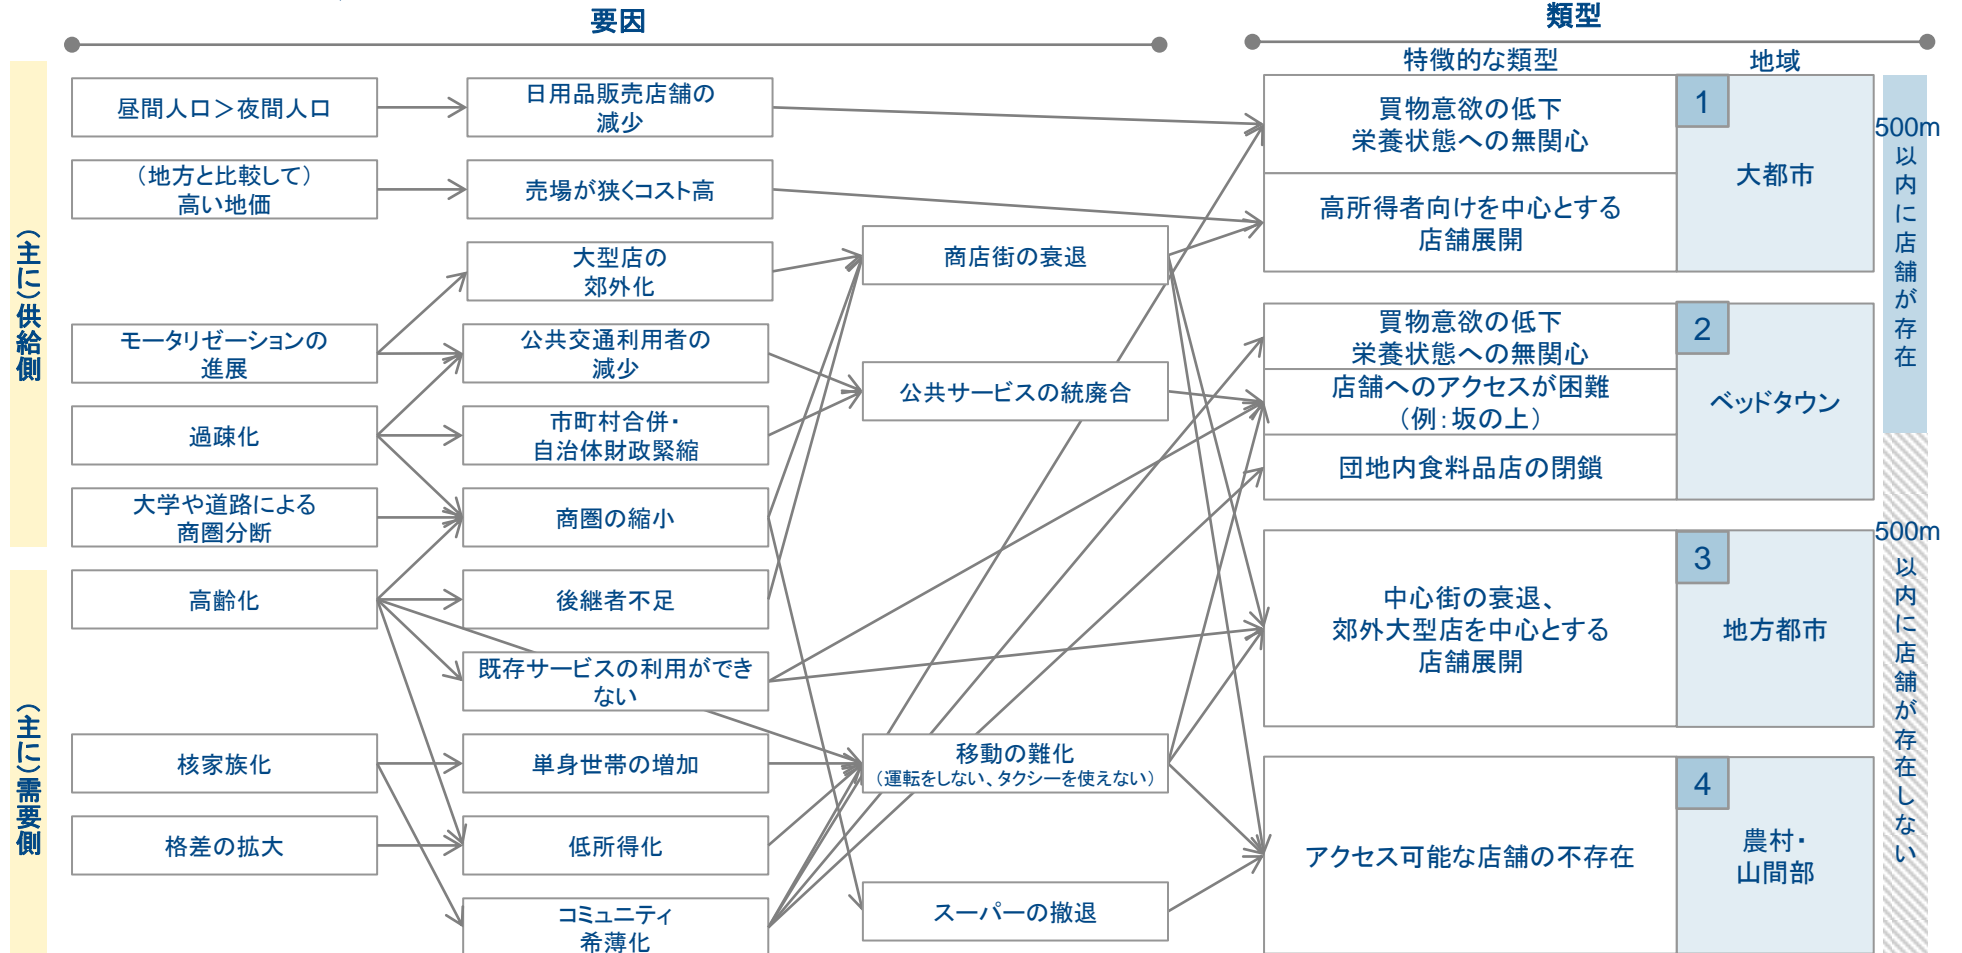 要因
類型
特徴的な類型
地域
（主に）供給側
（主に）需要側
昼間人口＞夜間人口
（地方と比較して）
高い地価
モータリゼーションの
進展
過疎化
大学や道路による
商圏分断
高齢化
核家族化
格差の拡大
日用品販売店舗の
減少
売場が狭くコスト高
大型店の
郊外化
公共交通利用者の
減少
市町村合併・
自治体財政緊縮
商圏の縮小
後継者不足
既存サービスの利用ができ
ない
単身世帯の増加
低所得化
コミュニティ
希薄化
商店街の衰退
公共サービスの統廃合
移動の難化
（運転をしない、タクシーを使えない）
スーパーの撤退
買物意欲の低下
栄養状態への無関心
高所得者向けを中心とする
店舗展開
1
大都市
買物意欲の低下
栄養状態への無関心
店舗へのアクセスが困難
（例：坂の上）
団地内食料品店の閉鎖
2
ベッドタウン
中心街の衰退、
郊外大型店を中心とする
店舗展開
3
地方都市
アクセス可能な店舗の不存在
4
農村・
山間部
500m
以内に店舗が存在
500m
以内に店舗が存在しない